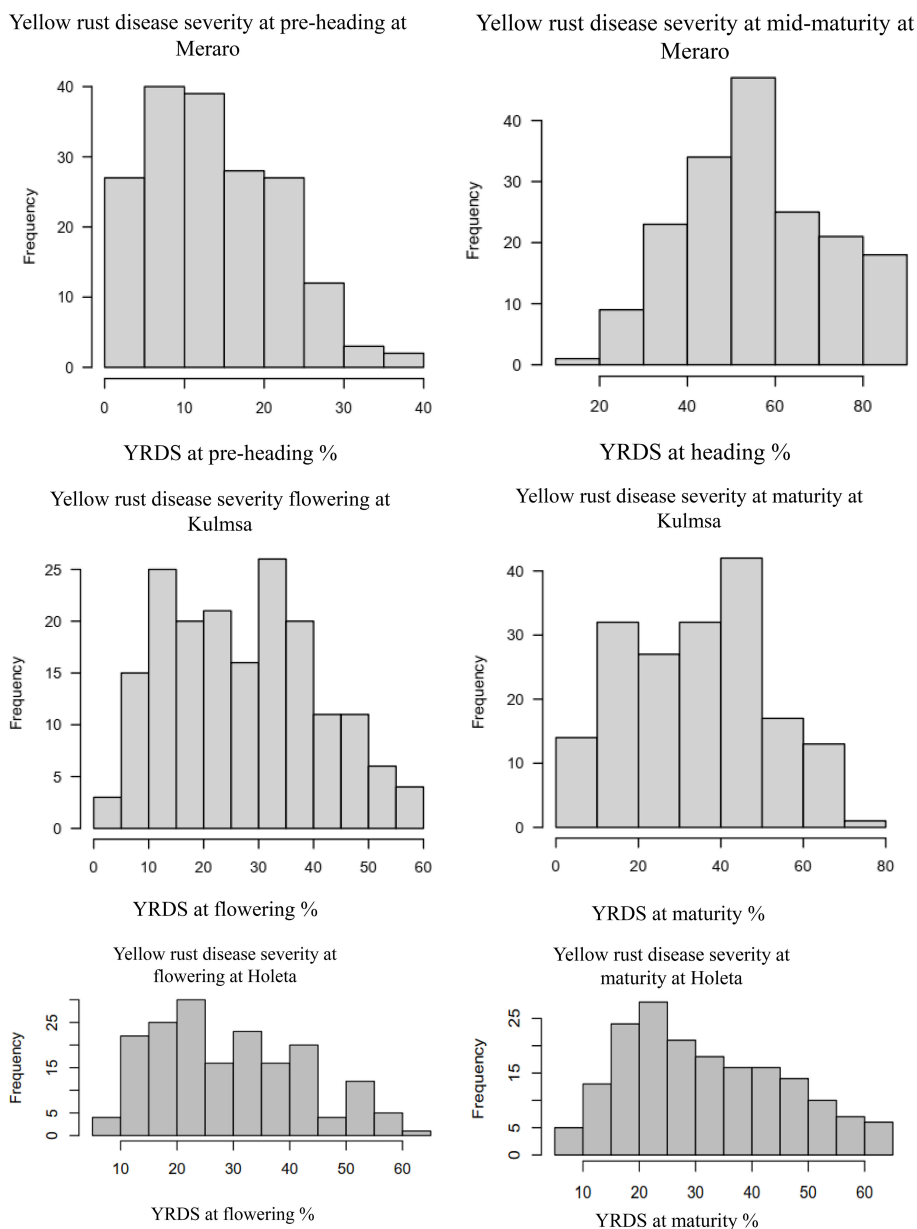 Yellow rust disease severity at pre-heading at
Meraro
40
30
20
10
0
Frequency
0 10 20 30 40
YRDS at pre-heading %
Yellow rust disease severity at mid-maturity at
Meraro
40
30
20
10
0
Frequency
20 40 60 80
YRDS at heading %
Yellow rust disease severity flowering at
Kulmsa
25
20
15
10
5
0
Frequency
0 10 20 30 40 50 60
YRDS at flowering %
Yellow rust disease severity at maturity at
Kulmsa
40
30
20
10
0
Frequency
0 20 40 60 80
YRDS at maturity %
Yellow rust disease severity at
flowering at Holeta
25
15
5
0
Frequency
10 20 30 40 50 60
YRDS at flowering %
Yellow rust disease severity at
maturity at Holeta
25
15
5
0
Frequency
10 20 30 40 50 60
YRDS at maturity %